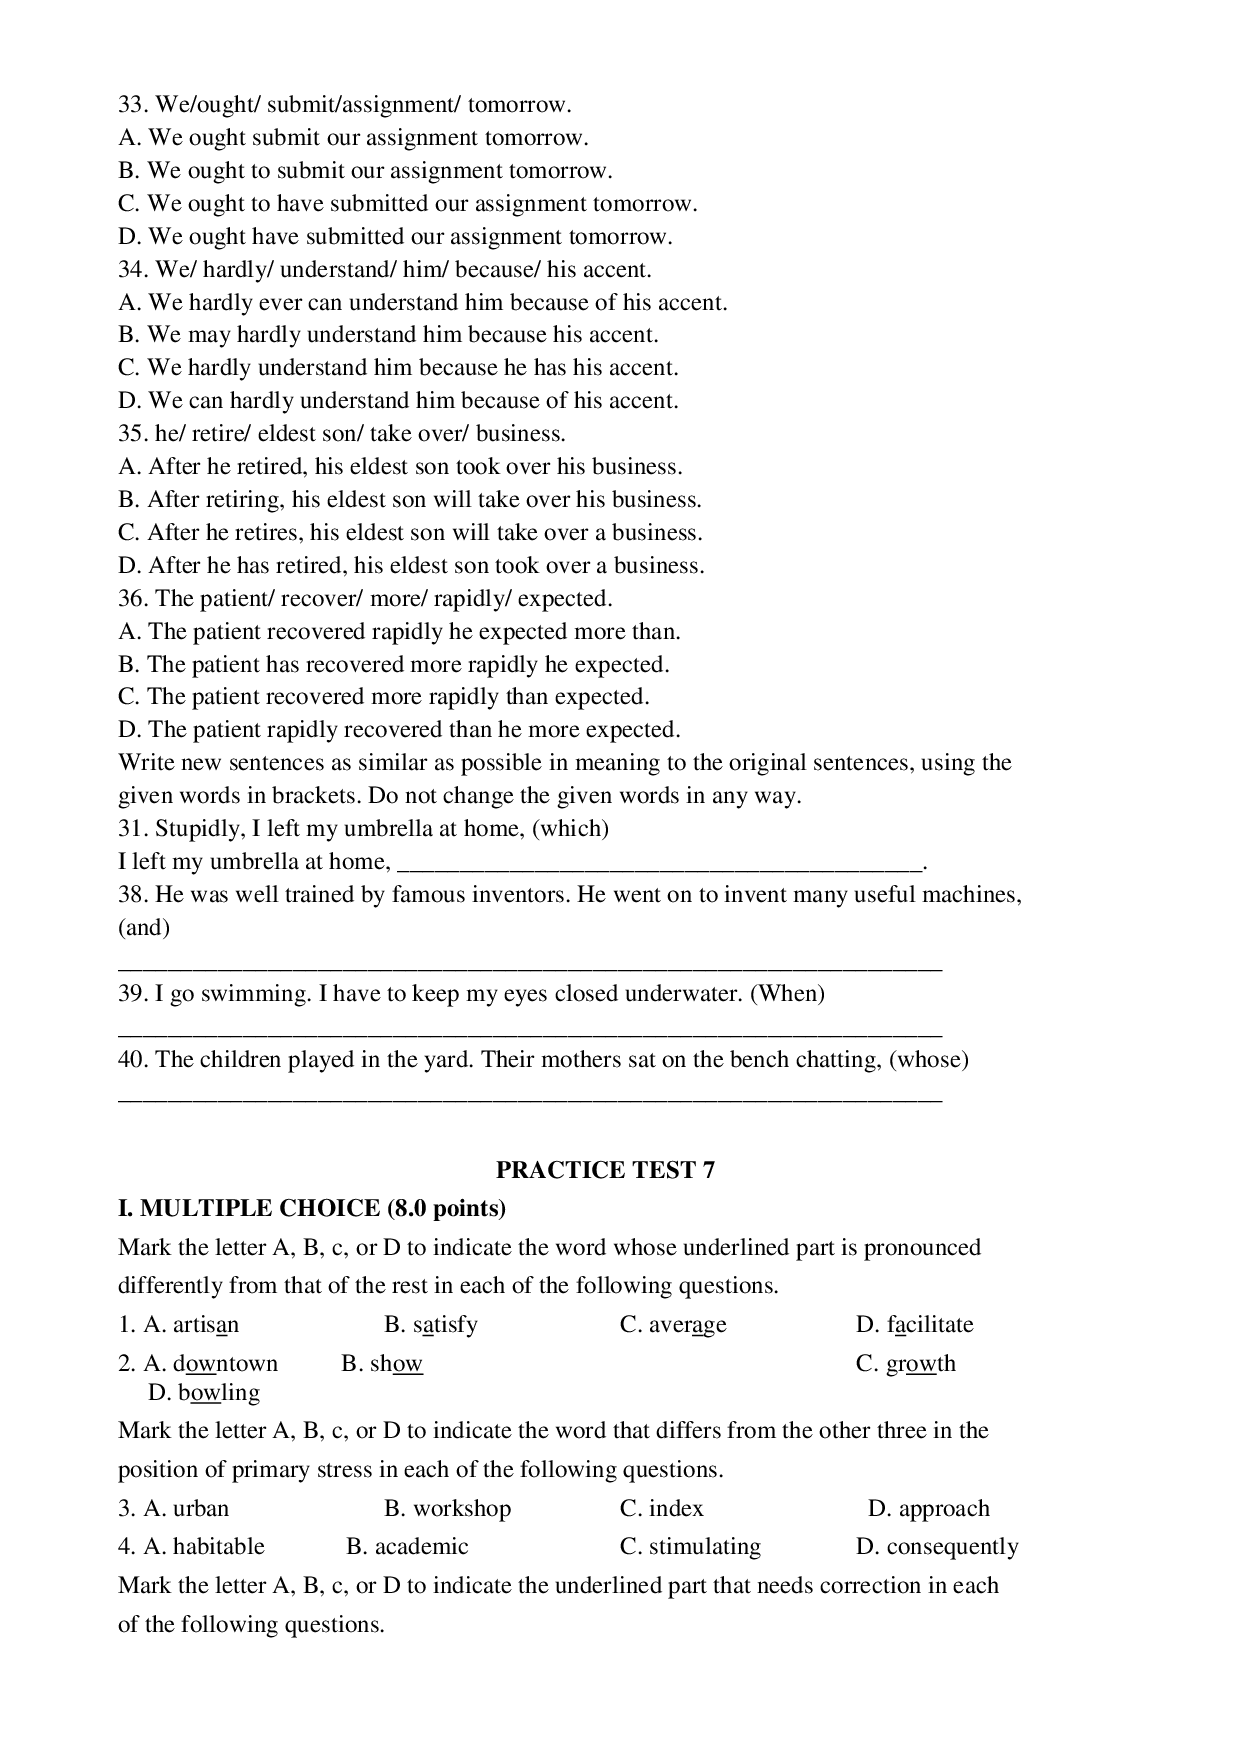 33. We/ought/ submit/assignment/ tomorrow.
A. We ought submit our assignment tomorrow.
B. We ought to submit our assignment tomorrow.
C. We ought to have submitted our assignment tomorrow.
D. We ought have submitted our assignment tomorrow.
34. We/ hardly/ understand/ him/ because/ his accent.
A. We hardly ever can understand him because of his accent.
B. We may hardly understand him because his accent.
C. We hardly understand him because he has his accent.
D. We can hardly understand him because of his accent.
35. he/ retire/ eldest son/ take over/ business.
A. After he retired, his eldest son took over his business.
B. After retiring, his eldest son will take over his business.
C. After he retires, his eldest son will take over a business.
D. After he has retired, his eldest son took over a business.
36. The patient/ recover/ more/ rapidly/ expected.
A. The patient recovered rapidly he expected more than.
B. The patient has recovered more rapidly he expected.
C. The patient recovered more rapidly than expected.
D. The patient rapidly recovered than he more expected.
Write new sentences as similar as possible in meaning to the original sentences, using the
given words in brackets. Do not change the given words in any way.
31. Stupidly, I left my umbrella at home, (which)
I left my umbrella at home, __________________________________________.
38. He was well trained by famous inventors. He went on to invent many useful machines,
(and)
__________________________________________________________________
39. I go swimming. I have to keep my eyes closed underwater. (When)
__________________________________________________________________
40. The children played in the yard. Their mothers sat on the bench chatting, (whose)
__________________________________________________________________
PRACTICE TEST 7
I. MULTIPLE CHOICE (8.0 points)
Mark the letter A, B, c, or D to indicate the word whose underlined part is pronounced
differently from that of the rest in each of the following questions.
1. A. artisan B. satisfy C. average D. facilitate
2. A. downtown B. show C. growth
D. bowling
Mark the letter A, B, c, or D to indicate the word that differs from the other three in the
position of primary stress in each of the following questions.
3. A. urban B. workshop C. index D. approach
4. A. habitable B. academic C. stimulating D. consequently
Mark the letter A, B, c, or D to indicate the underlined part that needs correction in each
of the following questions.